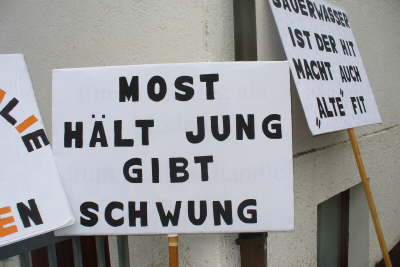 MOST
HÄLT JUNG
GIBT
SCHWUNG
SAUERWASSER
IST DER HIT
MACHT AUCH
„ALTE“ FIT